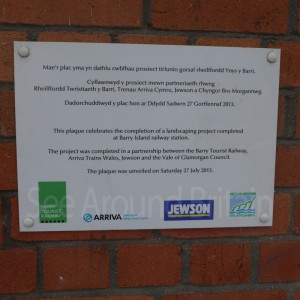 Mae'r plac yma yn dathlu cwblhau prosiect tirlunio gorsaf rheilffordd Ynys y Barri.
Cyflawnwyd y prosiect mewn partneriaeth rhwng
Rheilffordd Twristiaeth y Barri, Trenau Arriva Cymru, Jewson a Chyngor Bro Morgannwg.
Dadorchuddiwyd y plac hon ar Ddydd Sadwrn 27 Gorffennaf 2013.
This plaque celebrates the completion of a landscaping project completed
at Barry Island railway station.
The project was completed in a partnership between the Barry Tourist Railway,
Arriva Trains Wales, Jewson and the Vale of Glamorgan Council.
The plaque was unveiled on Saturday 27 July 2013.
See Around Britain
ARRIVA
JEWSON